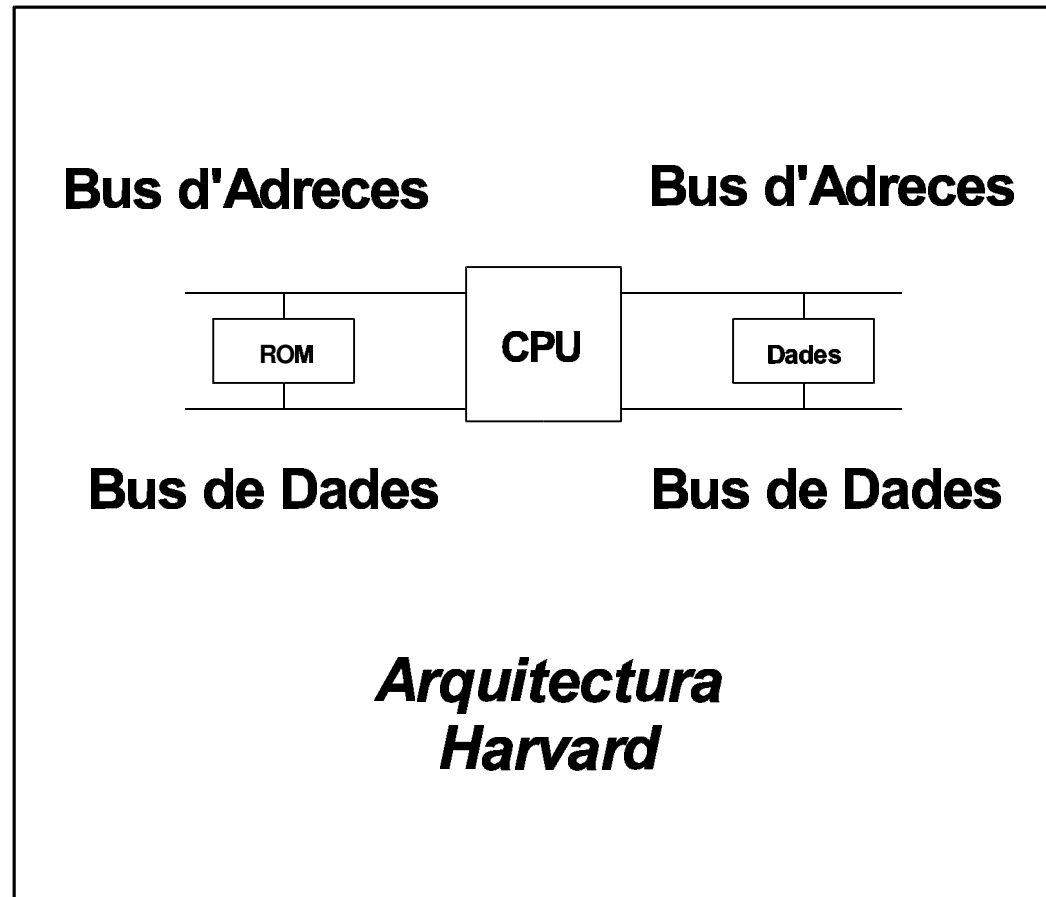 Bus d'Adreces
Bus d'Adreces
ROM
CPU
Dades
Bus de Dades
Bus de Dades
Arquitectura
Harvard